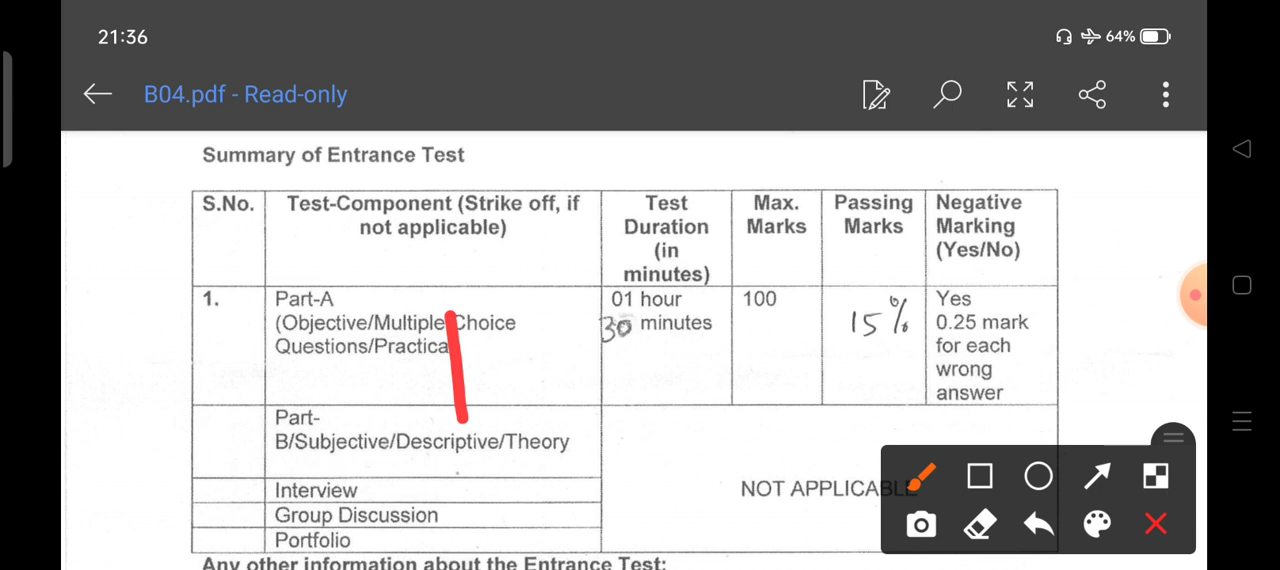 21:36
64%
B04.pdf - Read-only
Summary of Entrance Test
S.No.
Test-Component (Strike off, if
not applicable)
Test
Duration
(in
minutes)
Max.
Marks
Passing
Marks
Negative
Marking
(Yes/No)
1.
Part-A
(Objective/Multiple Choice
Questions/Practica
01 hour
30 minutes
100
15%
Yes
0.25 mark
for each
wrong
answer
Part-
B/Subjective/Descriptive/Theory
Interview
Group Discussion
Portfolio
NOT APPLICABLE
Any other information about the Entrance Test: